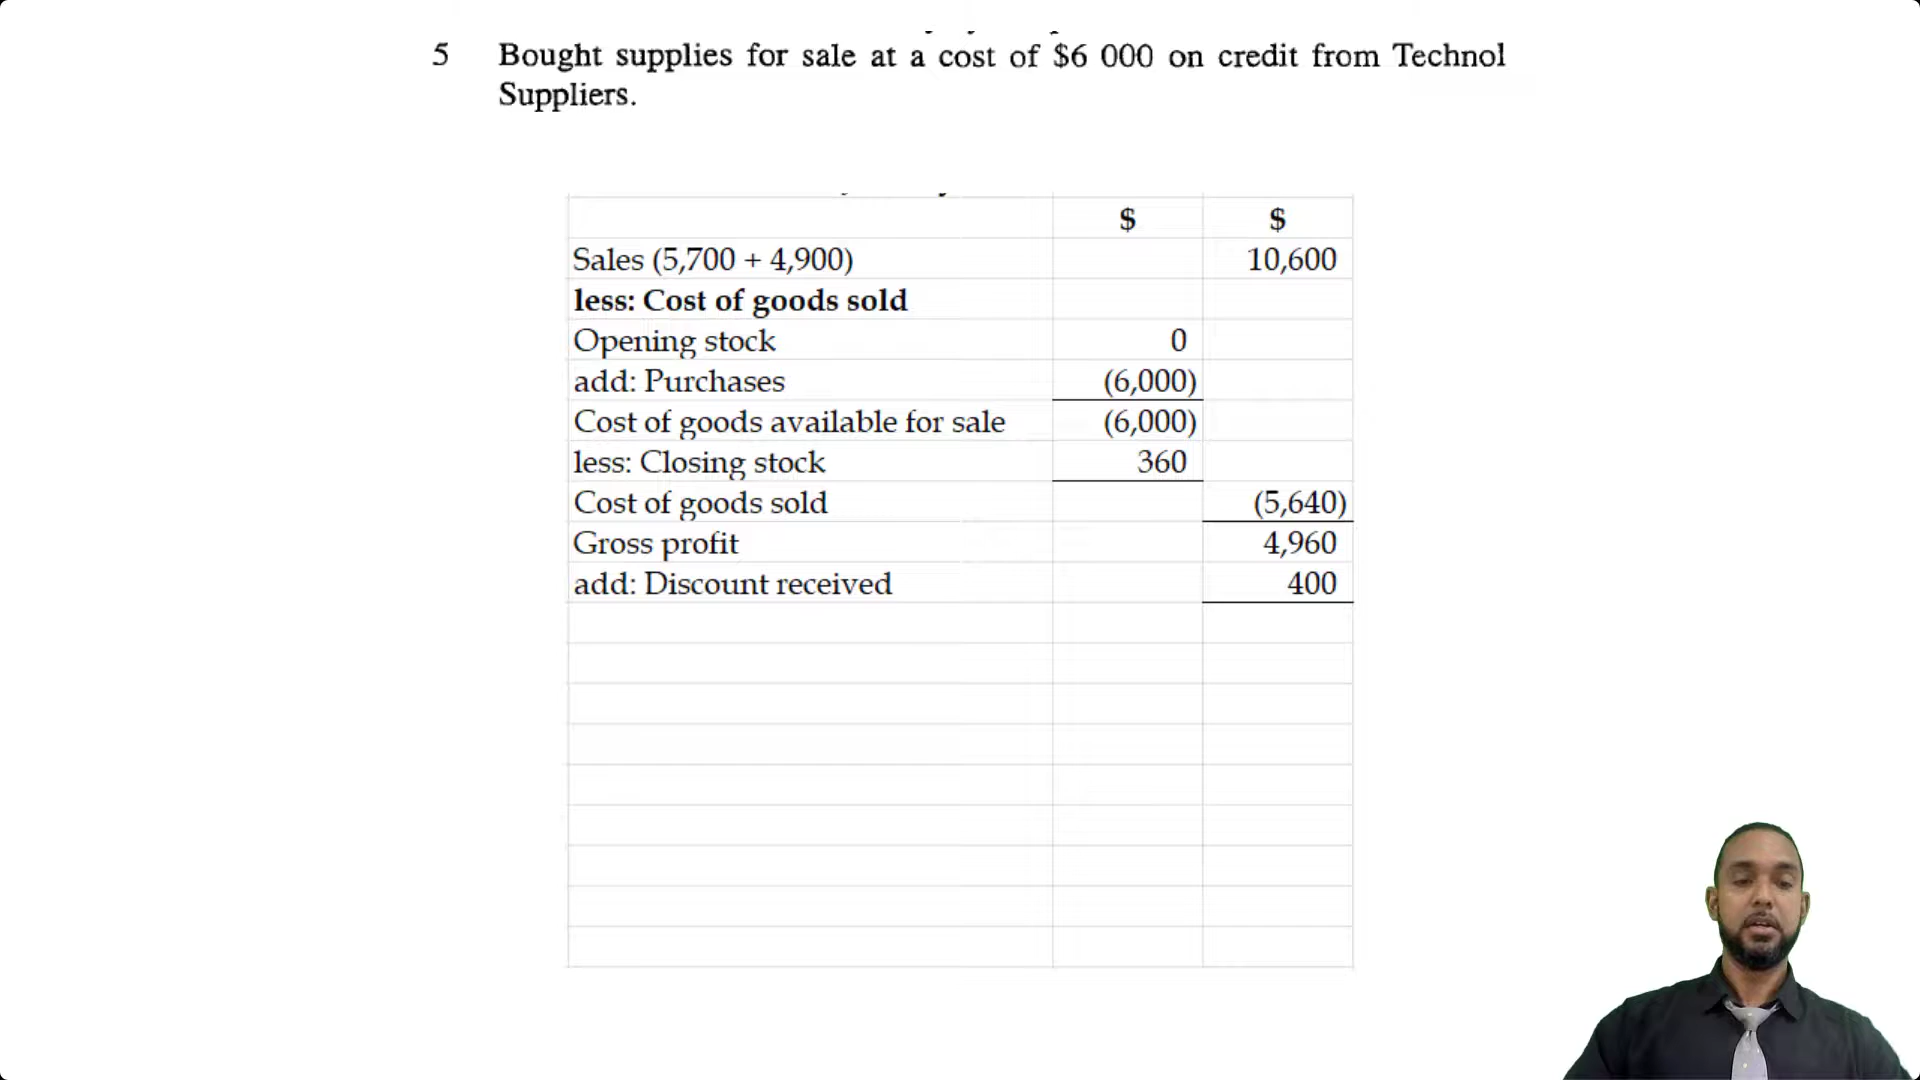 5 Bought supplies for sale at a cost of $6 000 on credit from Technol
Suppliers.
$ $
Sales (5,700 + 4,900) 10,600
less: Cost of goods sold
Opening stock 0
add: Purchases (6,000)
Cost of goods available for sale (6,000)
less: Closing stock 360
Cost of goods sold (5,640)
Gross profit 4,960
add: Discount received 400